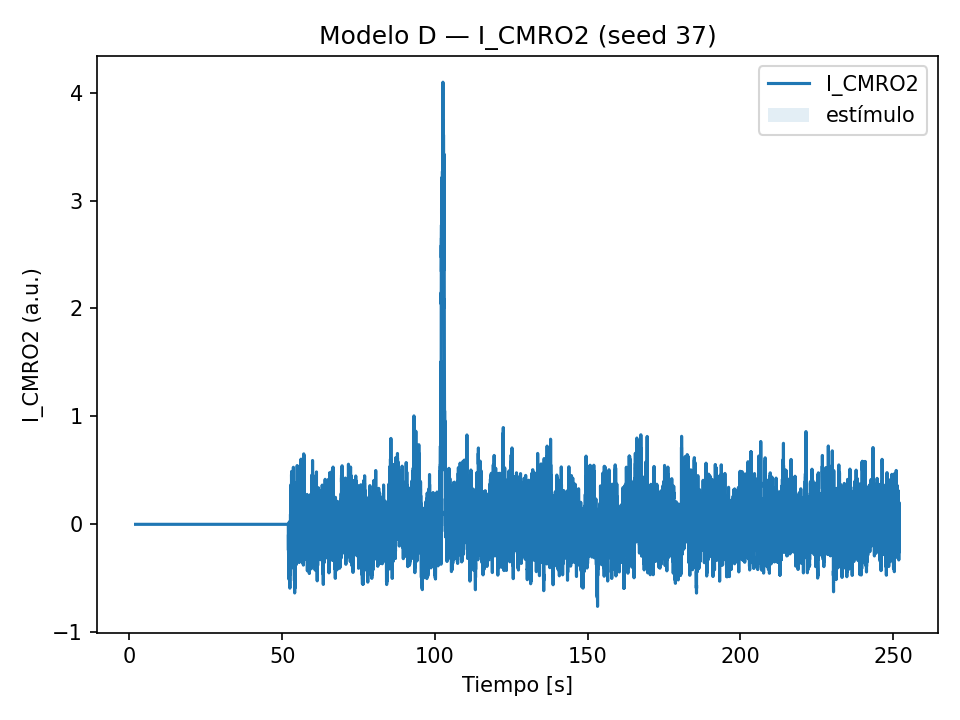 Modelo D — I_CMRO2 (seed 37)
I_CMRO2
estímulo
I_CMRO2 (a.u.)
4
3
2
1
0
−1
0 50 100 150 200 250
Tiempo [s]